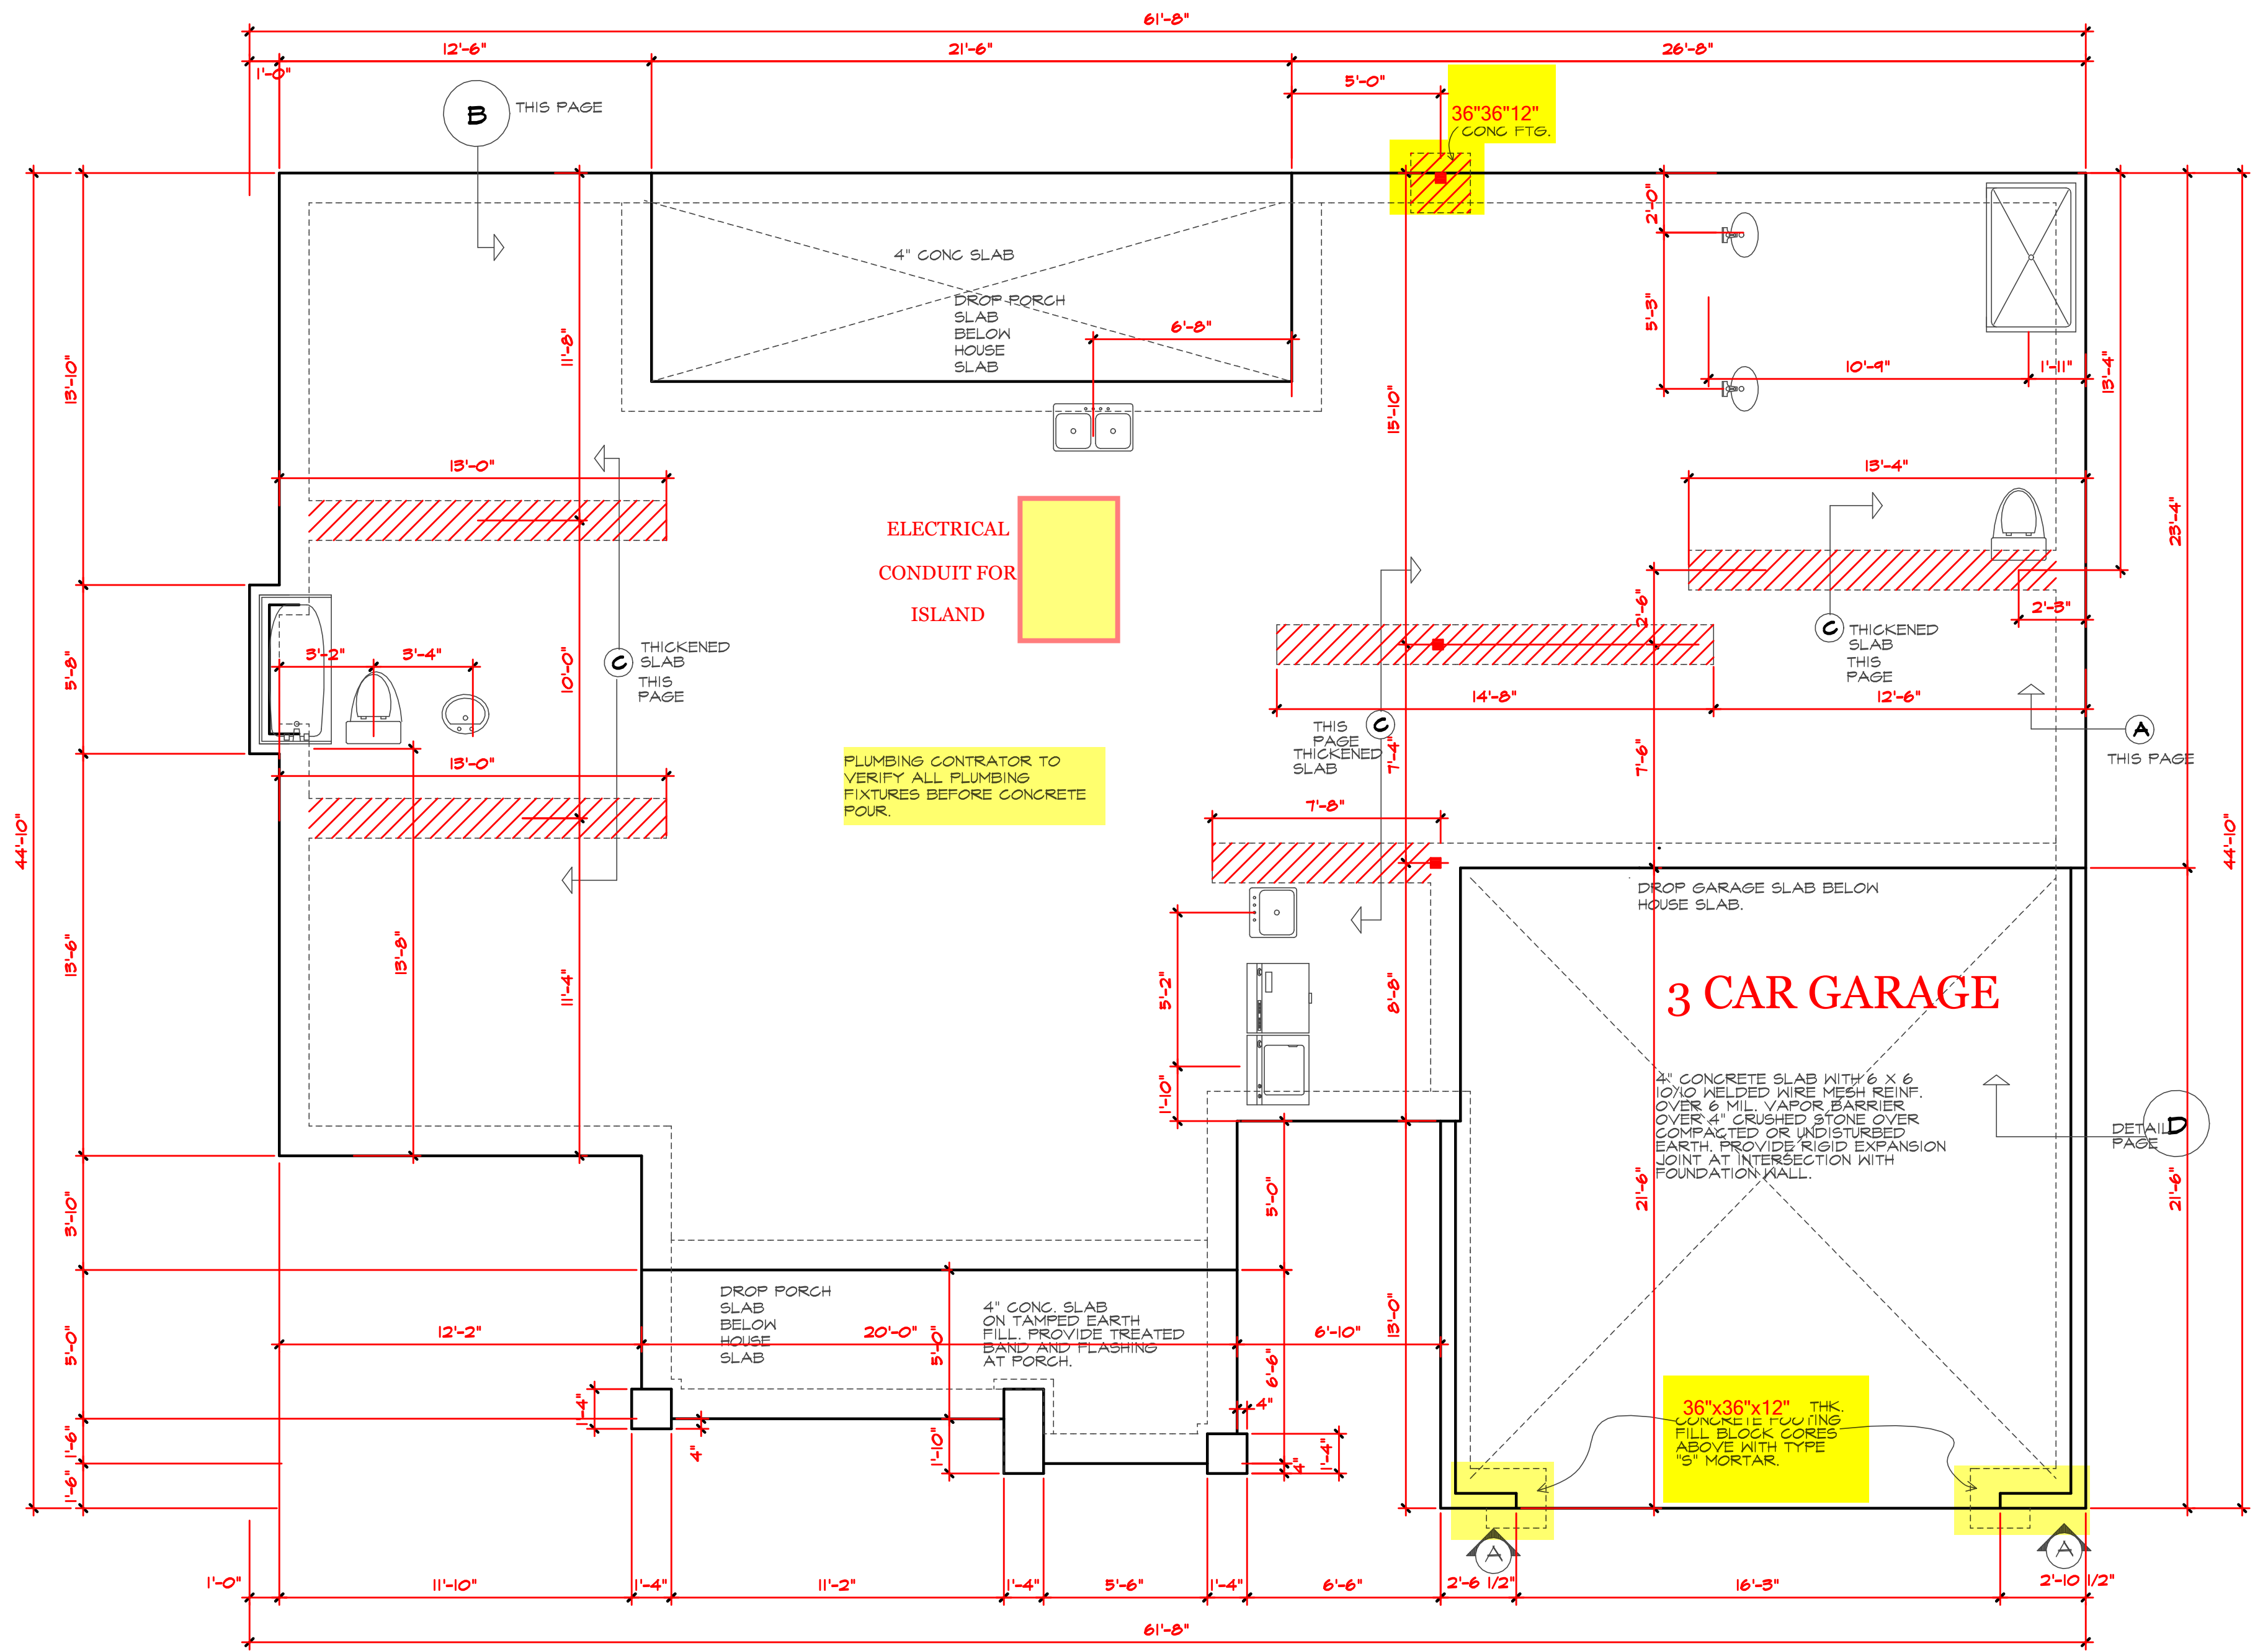 61'-8"
12'-6"
21'-6"
26'-8"
1'-0"
5'-0"
B
THIS PAGE
36"36"12"
CONC FTG.
2'-0"
4" CONC SLAB
DROP PORCH
SLAB
BELOW
HOUSE
SLAB
6'-8"
5'-3"
11'-8"
13'-10"
10'-9"
1'-11"
13'-4"
15'-10"
13'-0"
13'-4"
23'-4"
ELECTRICAL
CONDUIT FOR
ISLAND
2'-6"
2'-3"
C
THICKENED
SLAB
THIS
PAGE
C
THICKENED
SLAB
THIS
PAGE
3'-2"
3'-4"
5'-8"
10'-0"
14'-8"
12'-6"
C
THIS
PAGE
THICKENED
SLAB
7'-4"
7'-6"
A
THIS PAGE
13'-0"
PLUMBING CONTRATOR TO
VERIFY ALL PLUMBING
FIXTURES BEFORE CONCRETE
POUR.
7'-8"
44'-10"
44'-10"
DROP GARAGE SLAB BELOW
HOUSE SLAB.
13'-6"
13'-8"
11'-4"
5'-2"
8'-8"
3 CAR GARAGE
1'-10"
4" CONCRETE SLAB WITH 6 X 6
10/10 WELDED WIRE MESH REINF.
OVER 6 MIL. VAPOR BARRIER
OVER 4" CRUSHED STONE OVER
COMPACTED OR UNDISTURBED
EARTH. PROVIDE RIGID EXPANSION
JOINT AT INTERSECTION WITH
FOUNDATION WALL.
DETAIL
PAGE
D
3'-10"
5'-0"
21'-6"
21'-6"
DROP PORCH
SLAB
BELOW
HOUSE
SLAB
4" CONC. SLAB
ON TAMPED EARTH
FILL. PROVIDE TREATED
BAND AND FLASHING
AT PORCH.
13'-0"
12'-2"
20'-0"
5'-0"
6'-10"
5'-0"
6'-6"
1'-4"
4"
4"
36"x36"x12" THK.
CONCRETE FOOTING
FILL BLOCK CORES
ABOVE WITH TYPE
"S" MORTAR.
1'-6"
1'-6"
1'-10"
4"
1'-4"
A
A
1'-0"
11'-10"
1'-4"
11'-2"
1'-4"
5'-6"
1'-4"
6'-6"
2'-6 1/2"
16'-3"
2'-10 1/2"
61'-8"